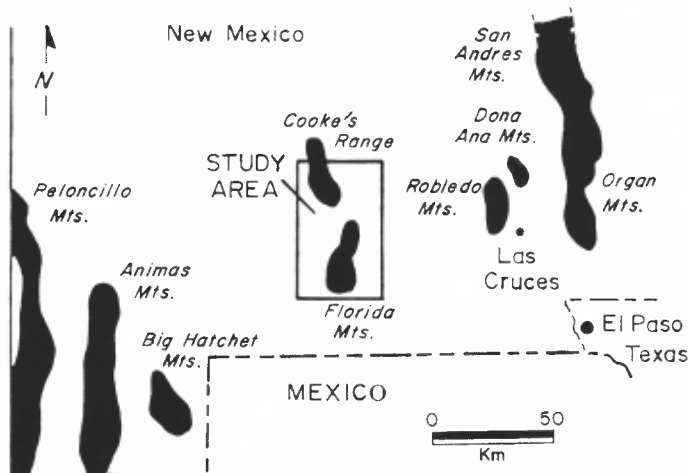 New Mexico
N
San
Andres
Mts.
Cooke's
Range
Dona
Ana Mts.
STUDY
AREA
Peloncillo
Mts.
Robledo
Mts.
Organ
Mts.
Las
Cruces
Animas
Mts.
Florida
Mts.
El Paso
Texas
Big Hatchet
Mts.
MEXICO
0 50
Km